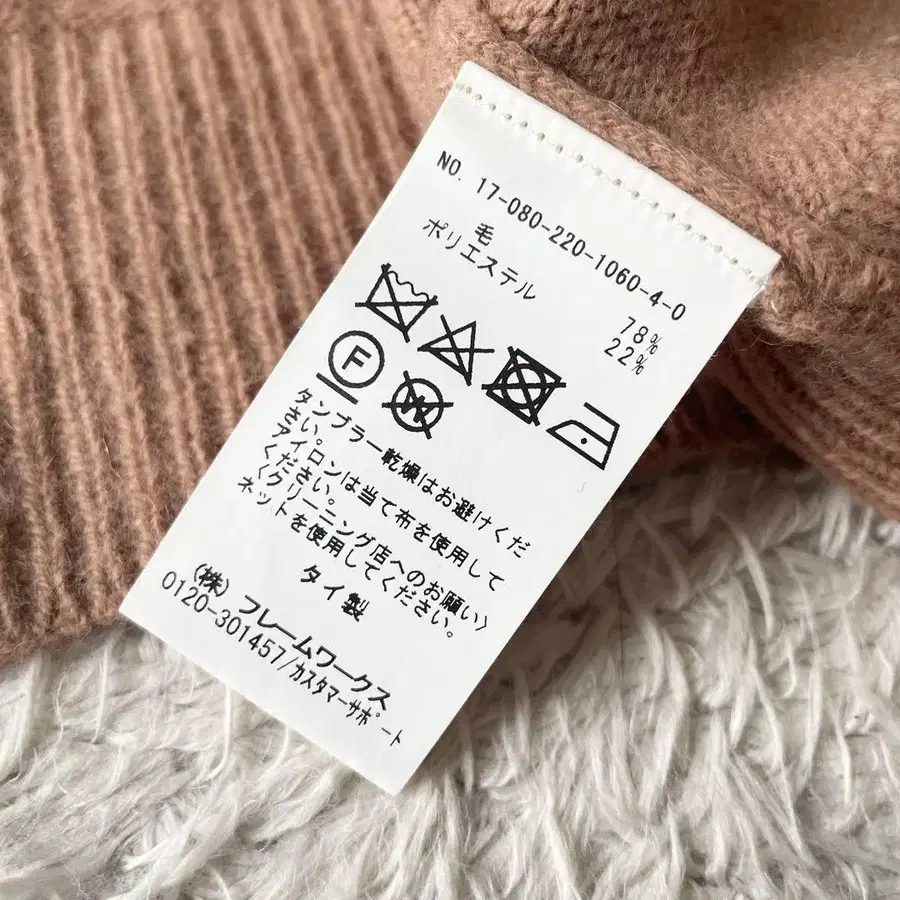 NO. 17-080-220-1060-4-0
毛 78%
ポリエステル 22%
F
W
タンブラー乾燥はお避けくだ
さい。
アイロンは当て布を使用して
ください。
〈クリーニング店へのお願い〉
ネットを使用してください。
タイ製
(株)フレームワークス
0120-301457/カスタマーサポート